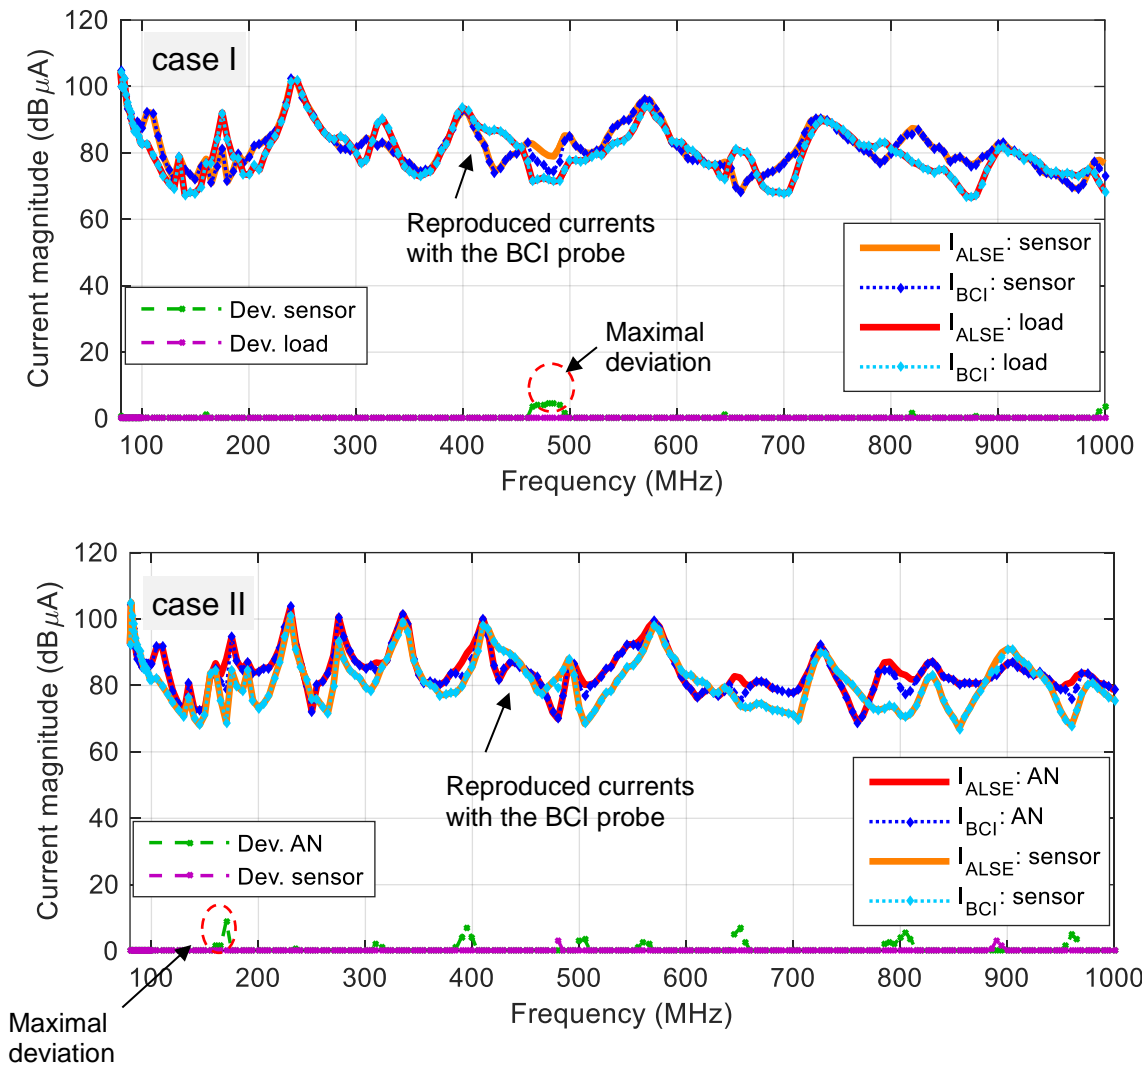 120
100
80
60
40
20
0
Current magnitude (dBμA)
case I
Reproduced currents
with the BCI probe
Maximal
deviation
Dev. sensor
Dev. load
I_ALSE: sensor
I_BCI: sensor
I_ALSE: load
I_BCI: load
100 200 300 400 500 600 700 800 900 1000
Frequency (MHz)
120
100
80
60
40
20
0
Current magnitude (dBμA)
case II
Reproduced currents
with the BCI probe
Dev. AN
Dev. sensor
I_ALSE: AN
I_BCI: AN
I_ALSE: sensor
I_BCI: sensor
100 200 300 400 500 600 700 800 900 1000
Frequency (MHz)
Maximal
deviation